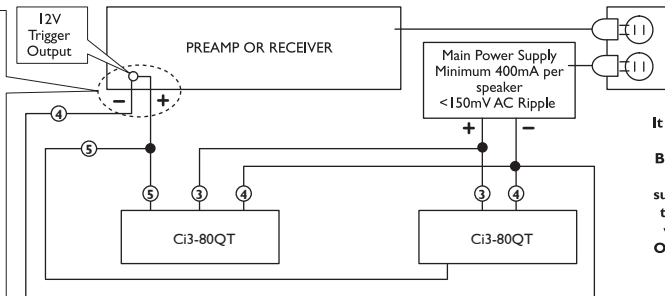 12V
Trigger
Output
PREAMP OR RECEIVER
Main Power Supply
Minimum 400mA per
speaker
<150mV AC Ripple
– +
+ –
4
5
5 3 4 3 4
Ci3-80QT Ci3-80QT
It
B
su
t
O